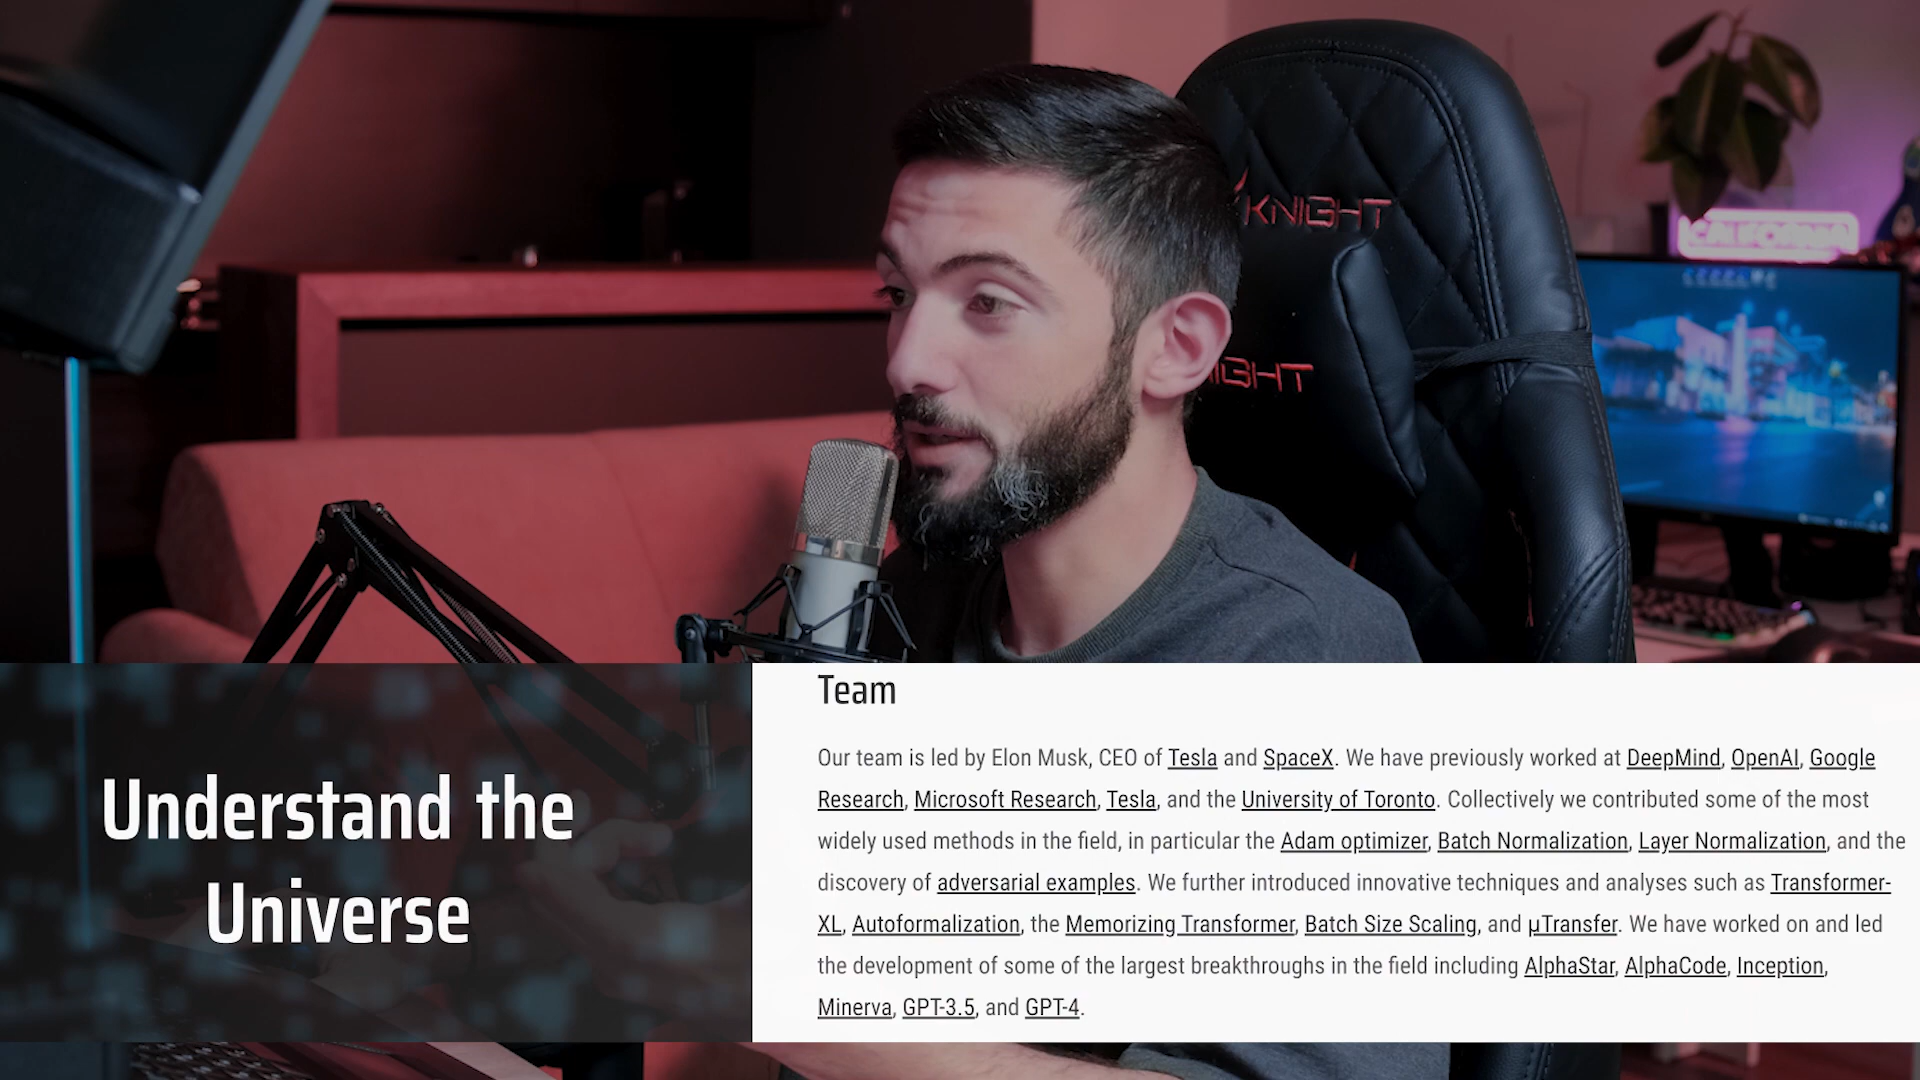 KNIGHT
CALIFORNIA
Understand the
Universe
Team
Our team is led by Elon Musk, CEO of Tesla and SpaceX. We have previously worked at DeepMind, OpenAI, Google
Research, Microsoft Research, Tesla, and the University of Toronto. Collectively we contributed some of the most
widely used methods in the field, in particular the Adam optimizer, Batch Normalization, Layer Normalization, and the
discovery of adversarial examples. We further introduced innovative techniques and analyses such as Transformer-
XL, Autoformalization, the Memorizing Transformer, Batch Size Scaling, and μTransfer. We have worked on and led
the development of some of the largest breakthroughs in the field including AlphaStar, AlphaCode, Inception,
Minerva, GPT-3.5, and GPT-4.